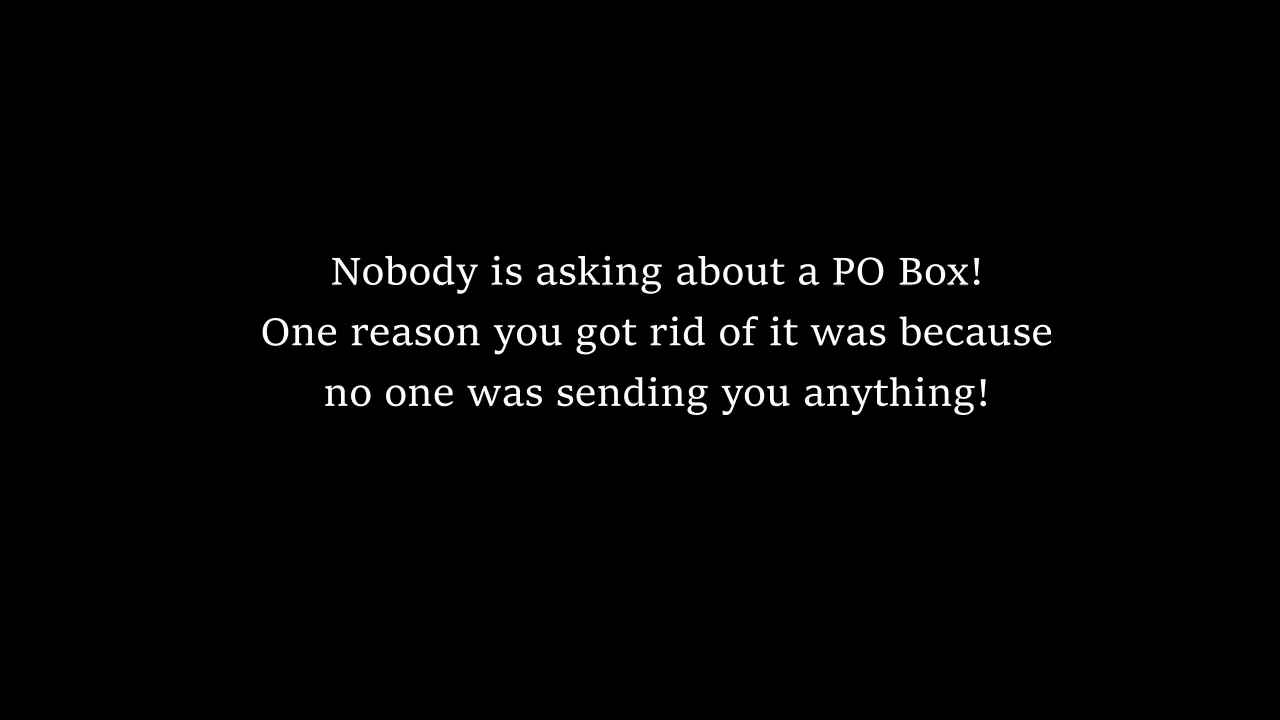 Nobody is asking about a PO Box!
One reason you got rid of it was because
no one was sending you anything!